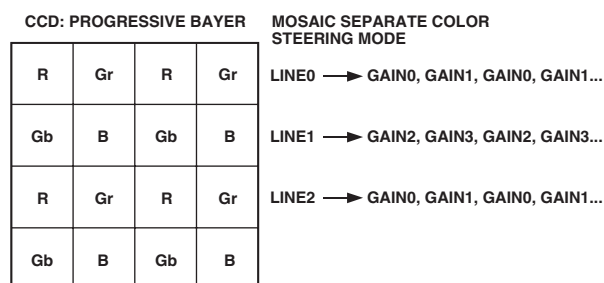 CCD: PROGRESSIVE BAYER
MOSAIC SEPARATE COLOR
STEERING MODE
R Gr R Gr
LINE0 GAIN0, GAIN1, GAIN0, GAIN1...
Gb B Gb B
LINE1 GAIN2, GAIN3, GAIN2, GAIN3...
R Gr R Gr
LINE2 GAIN0, GAIN1, GAIN0, GAIN1...
Gb B Gb B